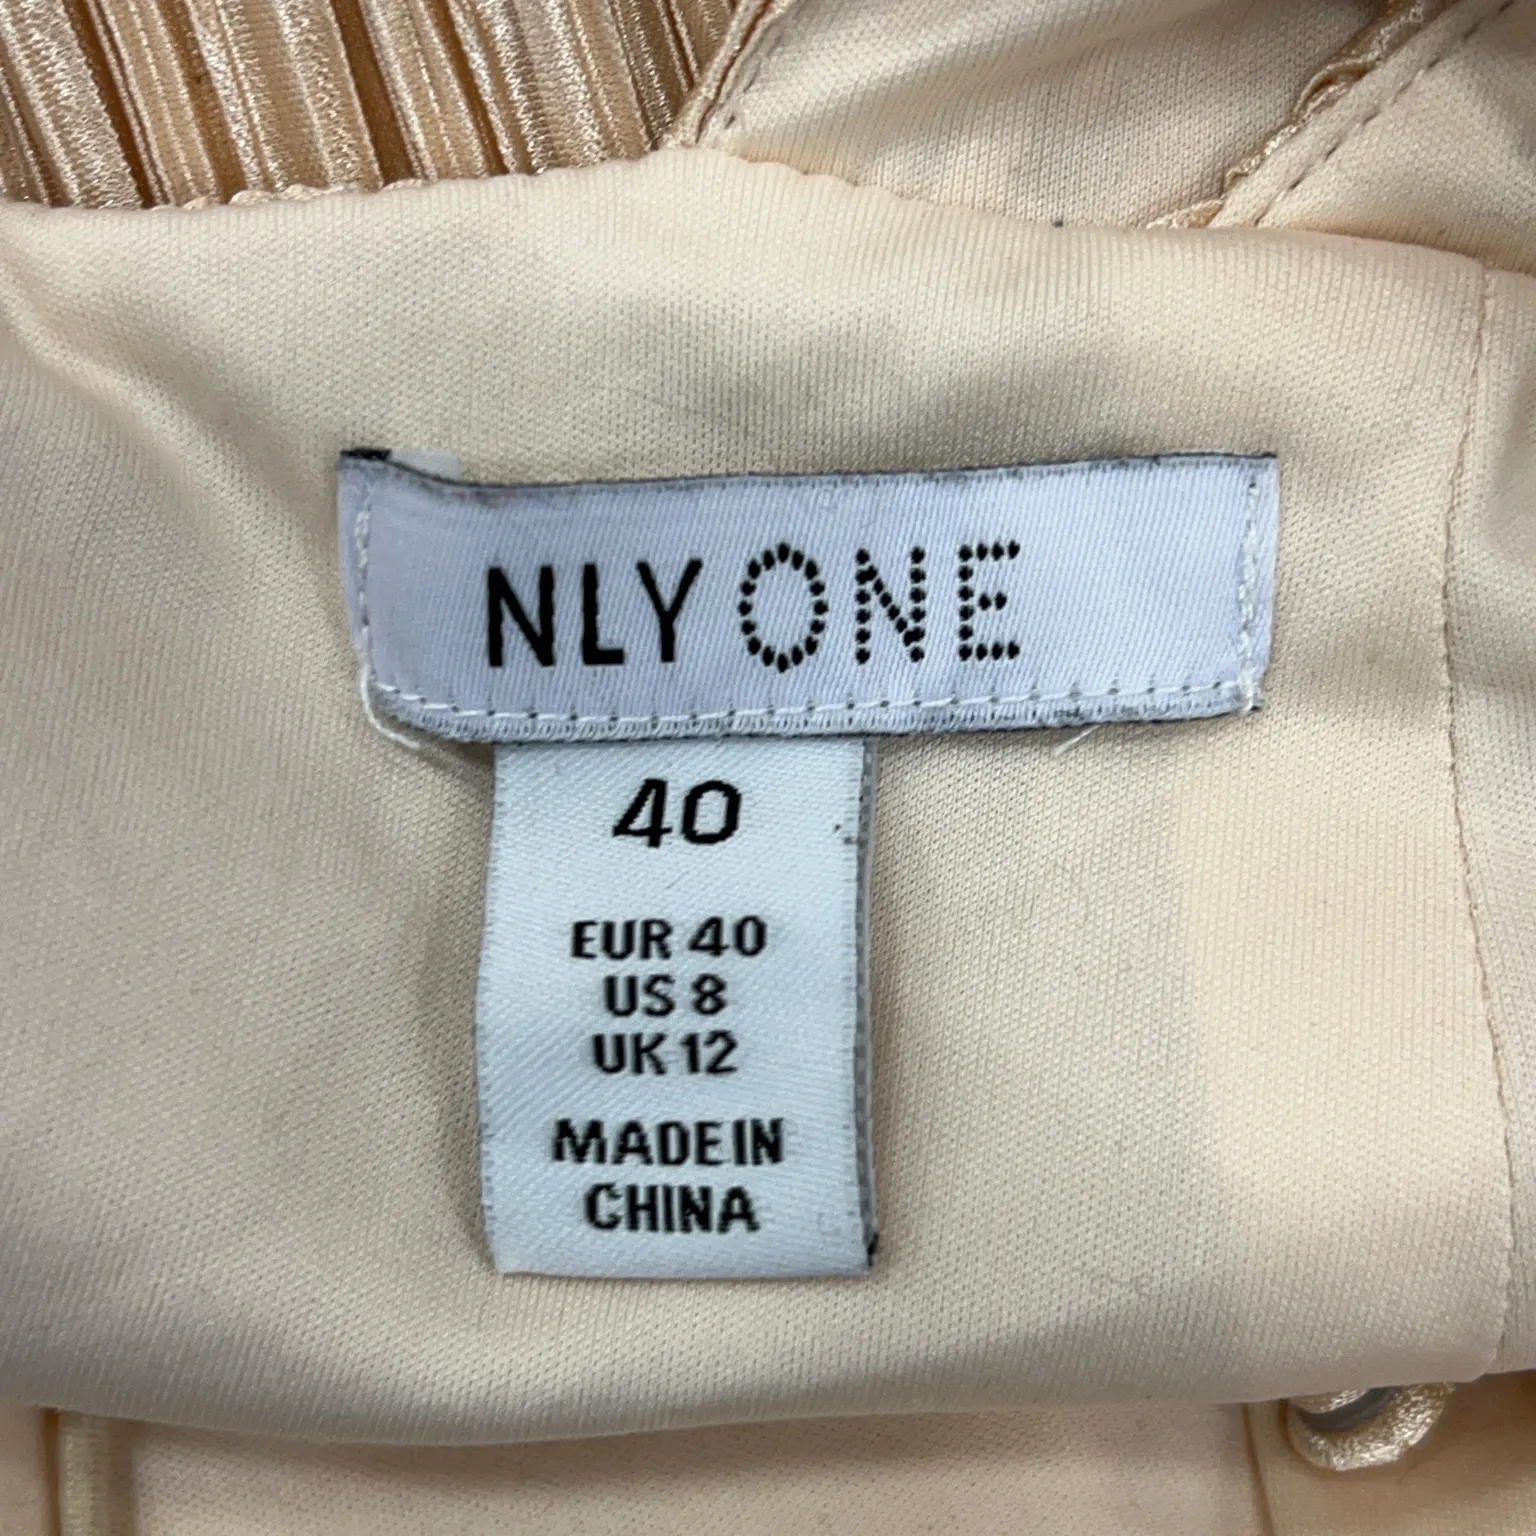 NLY ONE
40
EUR 40
US 8
UK 12
MADE IN
CHINA